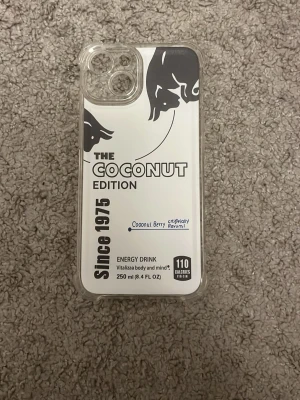 THE
COCONUT
EDITION
Since 1975
Coconut Berry
ENERGY DRINK
Vitalizes body and mind
250 ml (8.4 FL OZ)
110